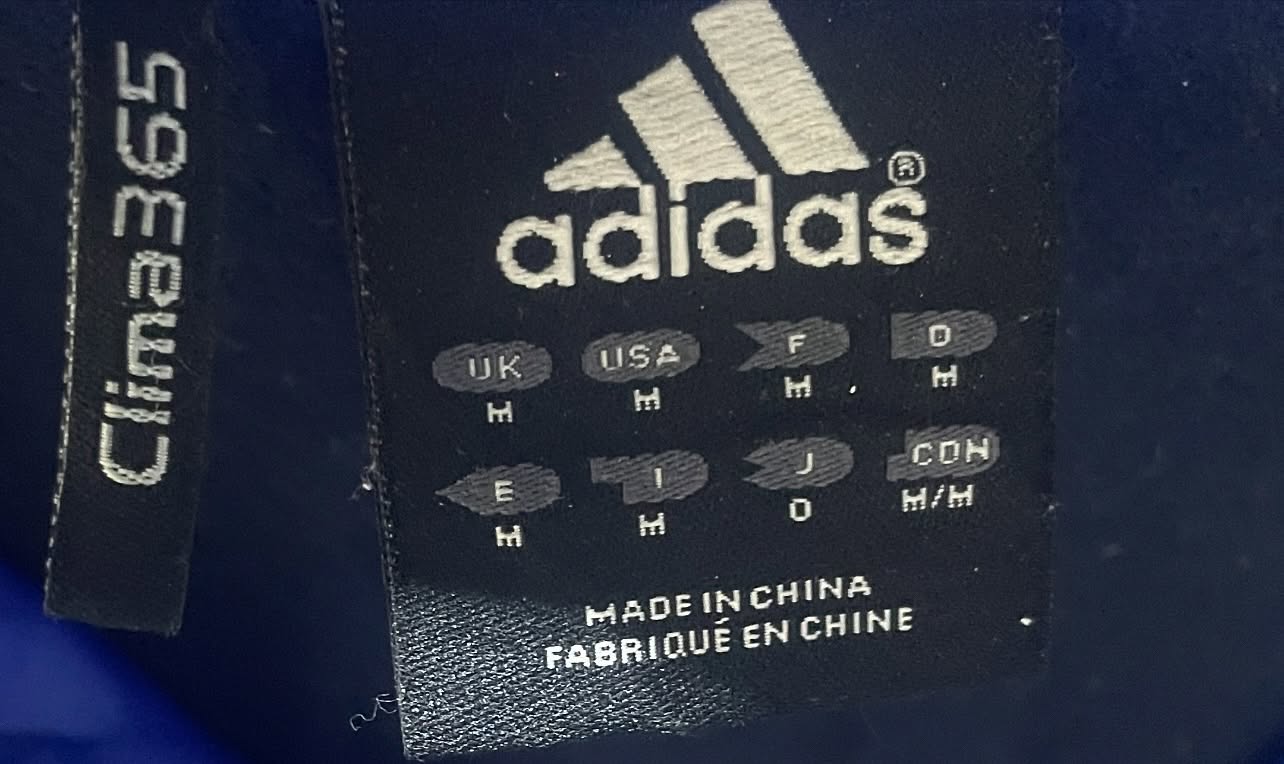 Clima365
adidas®
UK USA F D
M M M M
E I J CDN
M M O M/M
MADE IN CHINA
FABRIQUÉ EN CHINE